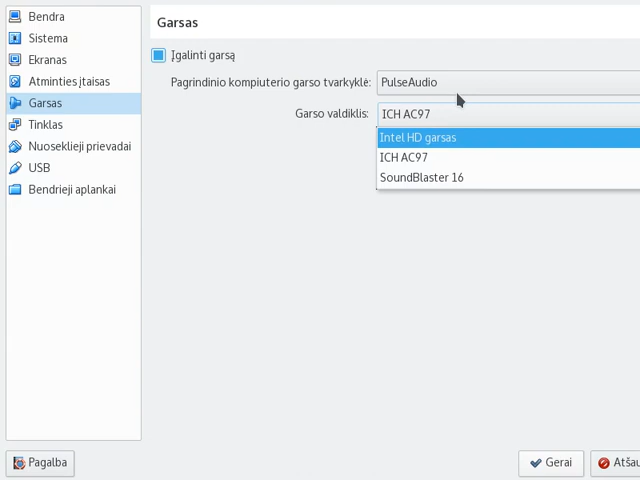 Bendra
Sistema
Ekranas
Atminties įtaisas
Garsas
Tinklas
Nuoseklieji prievadai
USB
Bendrieji aplankai
Garsas
Įgalinti garsą
Pagrindinio kompiuterio garso tvarkyklė: PulseAudio
Garso valdiklis: ICH AC97
Intel HD garsas
ICH AC97
SoundBlaster 16
Pagalba
Gerai
Atšau